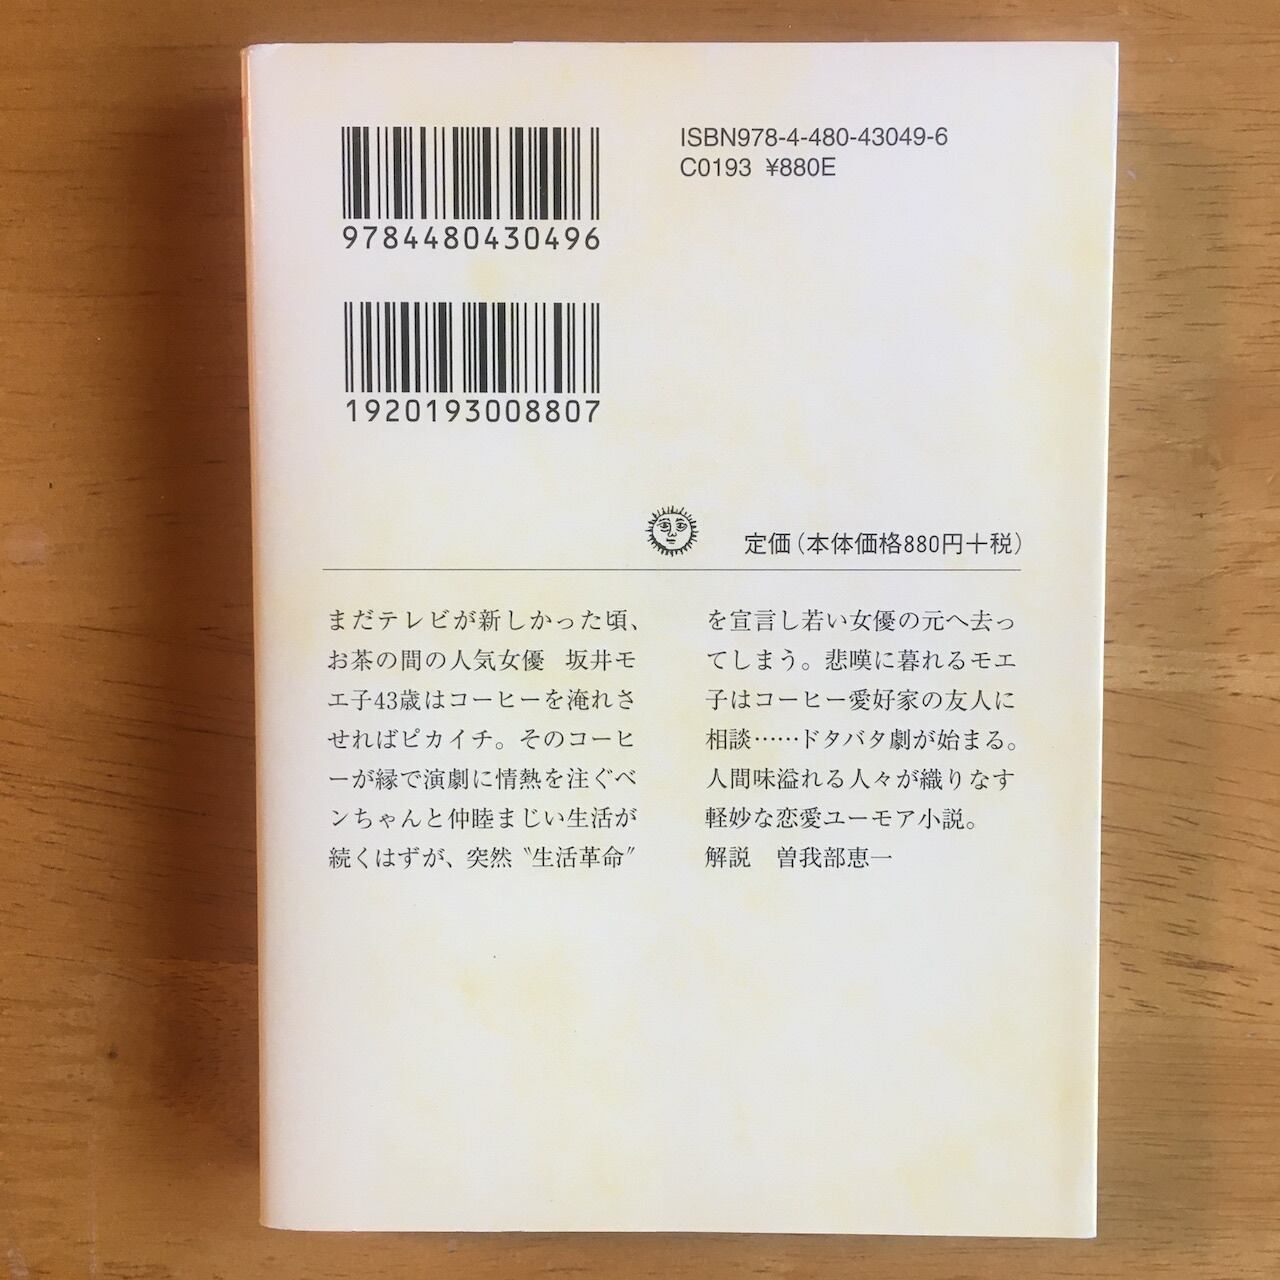 ISBN978-4-480-43049-6
C0193 ¥880E
9784480430496
1920193008807
定価(本体価格880円＋税)
まだテレビが新しかった頃、
お茶の間の人気女優　坂井モ
エ子43歳はコーヒーを淹れさ
せればピカイチ。そのコーヒ
ーが縁で演劇に情熱を注ぐベ
ンちゃんと仲睦まじい生活が
続くはずが、突然〝生活革命〞
を宣言し若い女優の元へ去っ
てしまう。悲嘆に暮れるモエ
子はコーヒー愛好家の友人に
相談……ドタバタ劇が始まる。
人間味溢れる人々が織りなす
軽妙な恋愛ユーモア小説。
解説　曽我部恵一